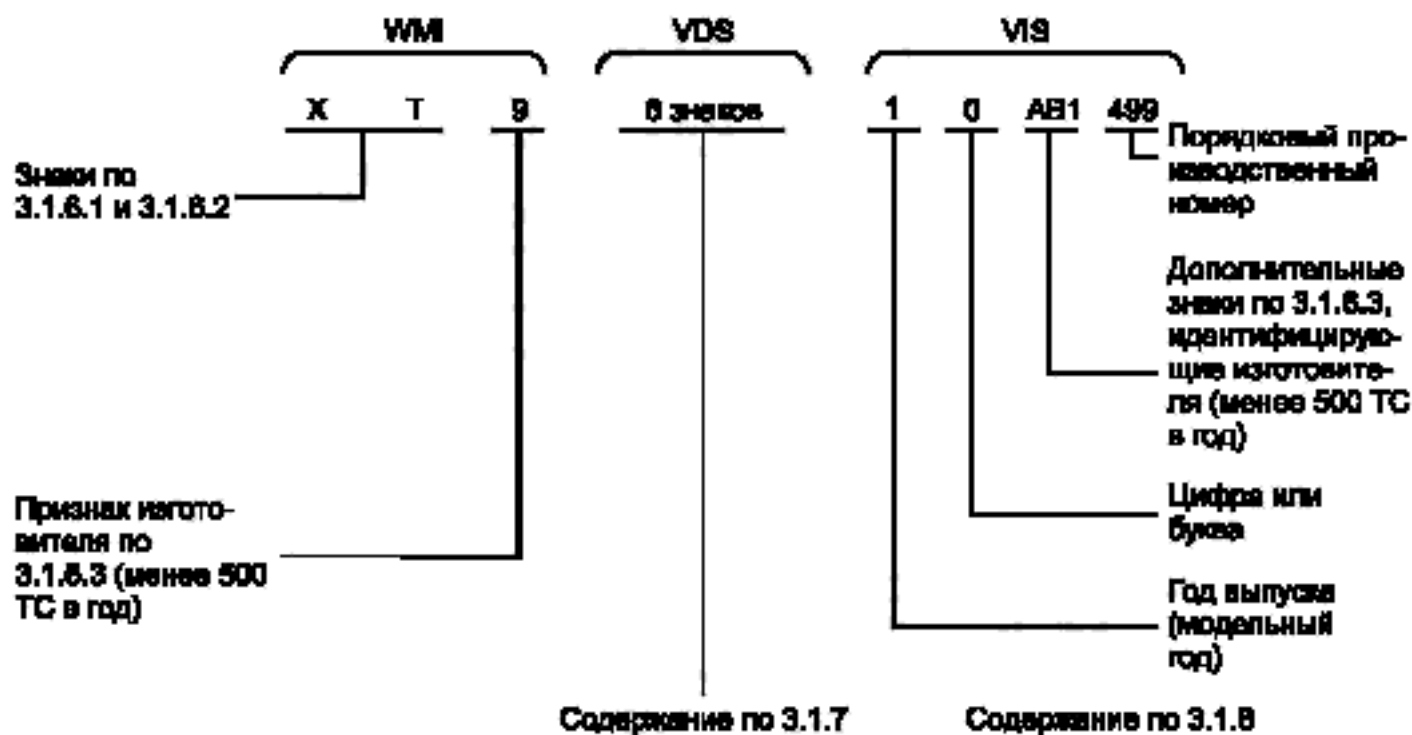 WMI VDS VIS
X T 9 6 знаков 1 0 АВ1 499
Знаки по
3.1.6.1 и 3.1.6.2
Порядковый про-
изводственный
номер
Дополнительные
знаки по 3.1.6.3,
идентифицирую-
щие изготовите-
ля (менее 500 ТС
в год)
Признак изгото-
вителя по
3.1.6.3 (менее 500
ТС в год)
Цифра или
буква
Год выпуска
(модельный
год)
Содержание по 3.1.7 Содержание по 3.1.8